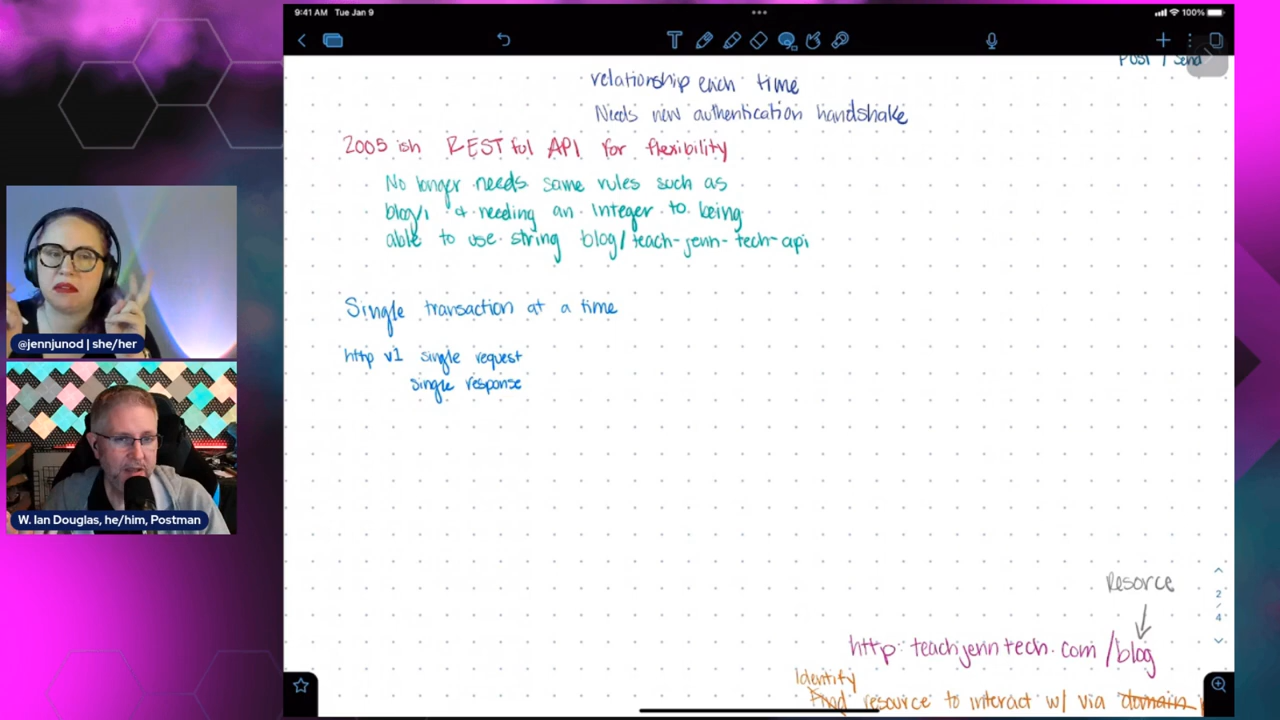 9:41 AM Tue Jan 9
100%
Post / Send
relationship each time
Needs new authentication handshake
2005 ish RESTful API for flexibility
No longer needs same rules such as
blog/1 & needing an integer to being
able to use string blog/teach-jenn-tech-api
Single transaction at a time
http v1 single request
single response
@jennjunod | she/her
W. Ian Douglas, he/him, Postman
Resorce
2
/
4
http: teachjenntech.com /blog
Identity
Find resource to interact w/ via domain